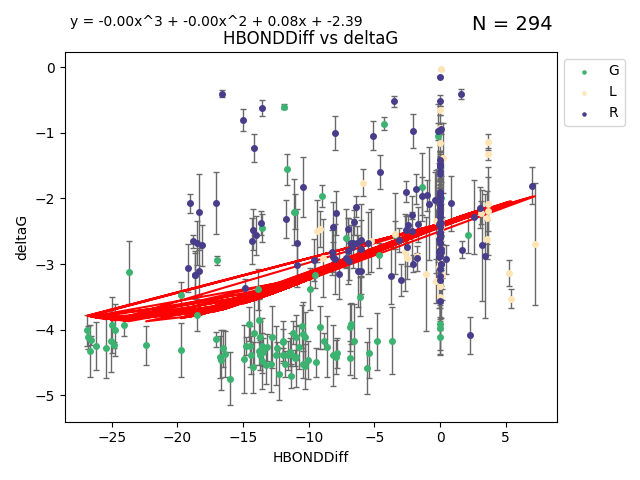 y = -0.00x^3 + -0.00x^2 + 0.08x + -2.39
N = 294
HBONDDiff vs deltaG
G
L
R
0
−1
−2
−3
−4
−5
deltaG
−25 −20 −15 −10 −5 0 5
HBONDDiff